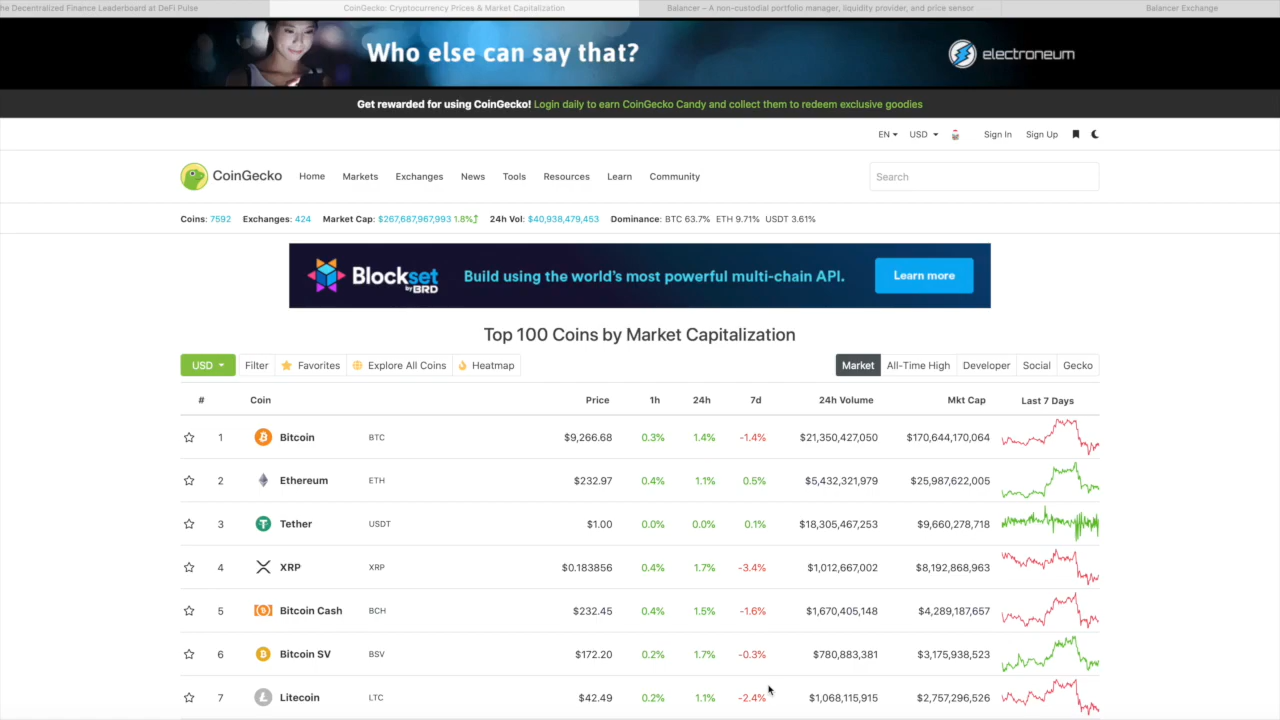 he Decentralized Finance Leaderboard at DeFi Pulse
CoinGecko: Cryptocurrency Prices & Market Capitalization
Balancer – A non-custodial portfolio manager, liquidity provider, and price sensor
Balancer Exchange
Who else can say that?
electroneum
Get rewarded for using CoinGecko! Login daily to earn CoinGecko Candy and collect them to redeem exclusive goodies
EN USD Sign In Sign Up
CoinGecko Home Markets Exchanges News Tools Resources Learn Community Search
Coins: 7592 Exchanges: 424 Market Cap: $267,687,967,993 1.8% 24h Vol: $40,938,479,453 Dominance: BTC 63.7% ETH 9.71% USDT 3.61%
Blockset by BRD Build using the world's most powerful multi-chain API. Learn more
Top 100 Coins by Market Capitalization
USD Filter Favorites Explore All Coins Heatmap Market All-Time High Developer Social Gecko
# Coin Price 1h 24h 7d 24h Volume Mkt Cap Last 7 Days
1 Bitcoin BTC $9,266.68 0.3% 1.4% -1.4% $21,350,427,050 $170,644,170,064
2 Ethereum ETH $232.97 0.4% 1.1% 0.5% $5,432,321,979 $25,987,622,005
3 Tether USDT $1.00 0.0% 0.0% 0.1% $18,305,467,253 $9,660,278,718
4 XRP XRP $0.183856 0.4% 1.7% -3.4% $1,012,667,002 $8,192,868,963
5 Bitcoin Cash BCH $232.45 0.4% 1.5% -1.6% $1,670,405,148 $4,289,187,657
6 Bitcoin SV BSV $172.20 0.2% 1.7% -0.3% $780,883,381 $3,175,938,523
7 Litecoin LTC $42.49 0.2% 1.1% -2.4% $1,068,115,915 $2,757,296,526